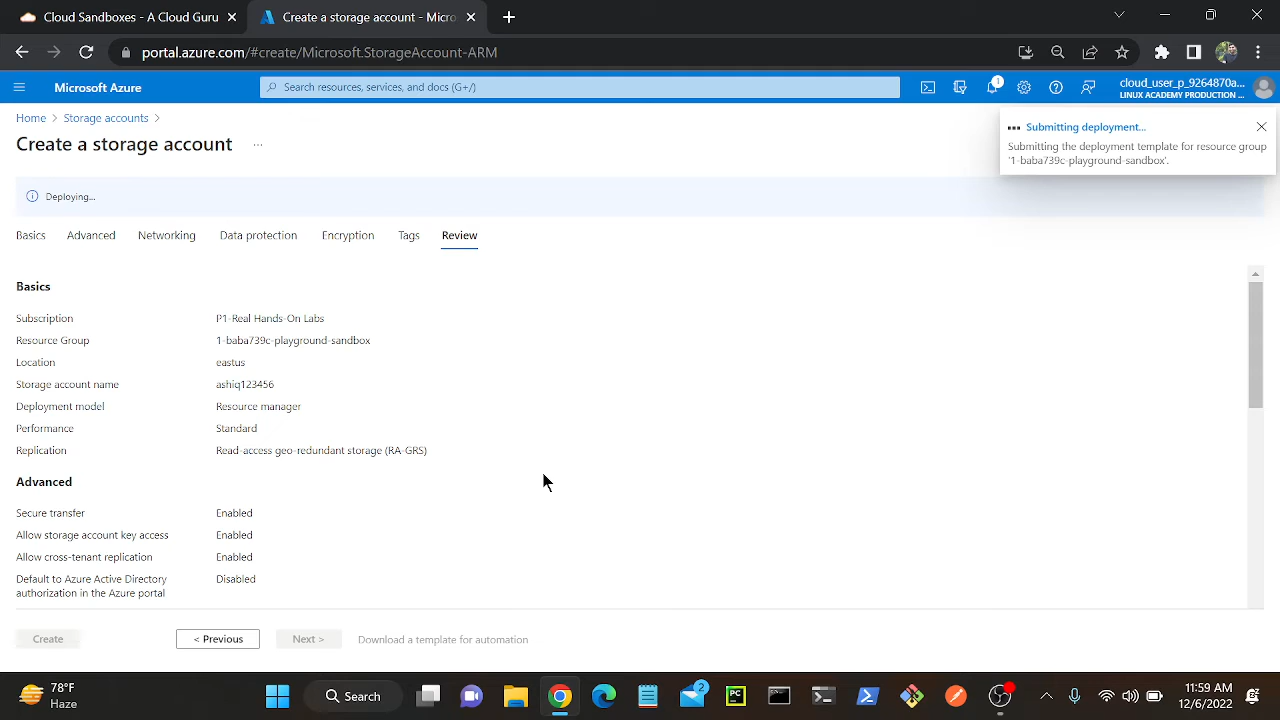 Cloud Sandboxes - A Cloud Guru
Create a storage account - Micro
portal.azure.com/#create/Microsoft.StorageAccount-ARM
Microsoft Azure
Search resources, services, and docs (G+/)
1
cloud_user_p_9264870a...
LINUX ACADEMY PRODUCTION ...
Home > Storage accounts >
Create a storage account ...
Submitting deployment...
Submitting the deployment template for resource group
'1-baba739c-playground-sandbox'.
Deploying...
Basics Advanced Networking Data protection Encryption Tags Review
Basics
Subscription P1-Real Hands-On Labs
Resource Group 1-baba739c-playground-sandbox
Location eastus
Storage account name ashiq123456
Deployment model Resource manager
Performance Standard
Replication Read-access geo-redundant storage (RA-GRS)
Advanced
Secure transfer Enabled
Allow storage account key access Enabled
Allow cross-tenant replication Enabled
Default to Azure Active Directory Disabled
authorization in the Azure portal
Create < Previous Next > Download a template for automation
78°F
Haze
Search
2
PC
11:59 AM
12/6/2022